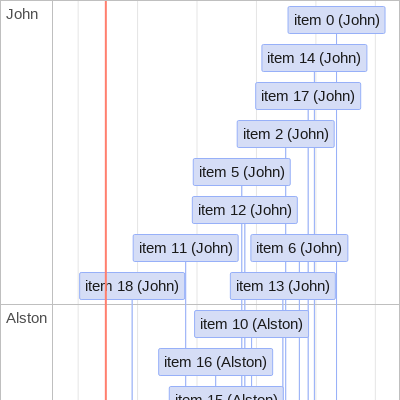 John
item 0 (John)
item 14 (John)
item 17 (John)
item 2 (John)
item 5 (John)
item 12 (John)
item 11 (John) item 6 (John)
item 18 (John) item 13 (John)
Alston
item 10 (Alston)
item 16 (Alston)
item 15 (Alston)